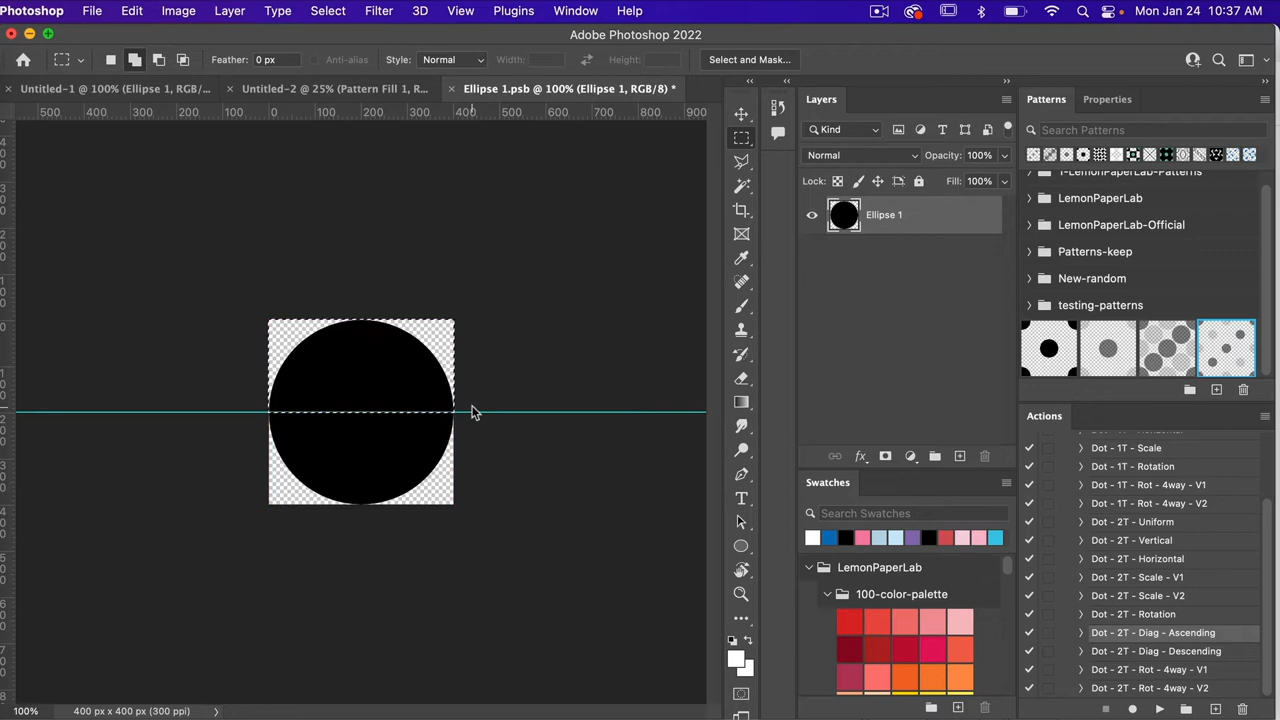 Photoshop File Edit Image Layer Type Select Filter 3D View Plugins Window Help Mon Jan 24 10:37 AM
Adobe Photoshop 2022
Feather: 0 px Anti-alias Style: Normal Width: Height: Select and Mask...
Untitled-1 @ 100% (Ellipse 1, RGB/... Untitled-2 @ 25% (Pattern Fill 1, R... Ellipse 1.psb @ 100% (Ellipse 1, RGB/8) *
500 400 300 200 100 0 100 200 300 400 500 600 700 800 900
Layers
Kind
Normal Opacity: 100%
Lock: Fill: 100%
Ellipse 1
Patterns Properties
Search Patterns
1-LemonPaperLab-Patterns
LemonPaperLab
LemonPaperLab-Official
Patterns-keep
New-random
testing-patterns
fx
Swatches
Search Swatches
LemonPaperLab
100-color-palette
Actions
Dot - 1T - Scale
Dot - 1T - Rotation
Dot - 1T - Rot - 4way - V1
Dot - 1T - Rot - 4way - V2
Dot - 2T - Uniform
Dot - 2T - Vertical
Dot - 2T - Horizontal
Dot - 2T - Scale - V1
Dot - 2T - Scale - V2
Dot - 2T - Rotation
Dot - 2T - Diag - Ascending
Dot - 2T - Diag - Descending
Dot - 2T - Rot - 4way - V1
Dot - 2T - Rot - 4way - V2
100% 400 px x 400 px (300 ppi)